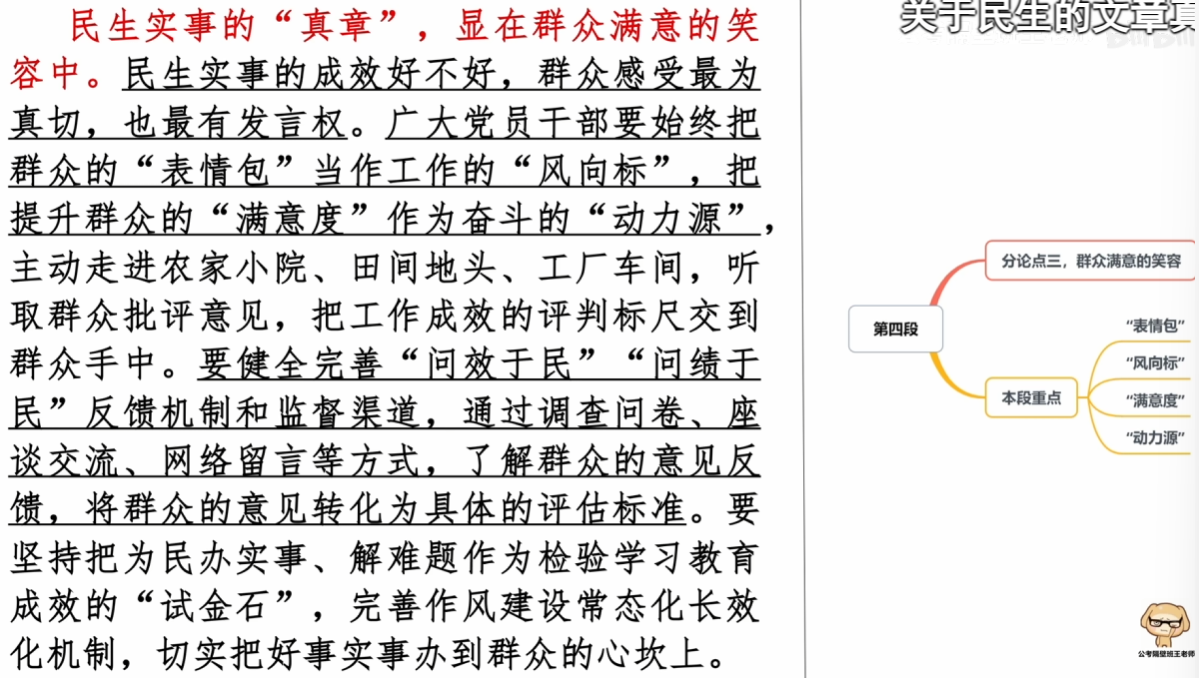 民生实事的“真章”，显在群众满意的笑
容中。民生实事的成效好不好，群众感受最为
真切，也最有发言权。广大党员干部要始终把
群众的“表情包”当作工作的“风向标”，把
提升群众的“满意度”作为奋斗的“动力源”，
主动走进农家小院、田间地头、工厂车间，听
取群众批评意见，把工作成效的评判标尺交到
群众手中。要健全完善“问效于民”“问绩于
民”反馈机制和监督渠道，通过调查问卷、座
谈交流、网络留言等方式，了解群众的意见反
馈，将群众的意见转化为具体的评估标准。要
坚持把为民办实事、解难题作为检验学习教育
成效的“试金石”，完善作风建设常态化长效
化机制，切实把好事实事办到群众的心坎上。
关于民生的文章真
第四段
分论点三，群众满意的笑容
本段重点
“表情包”
“风向标”
“满意度”
“动力源”
公考隔壁班王老师